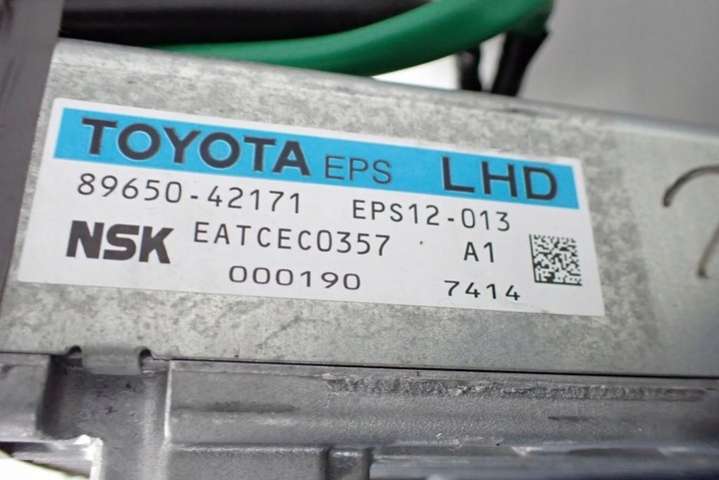 TOYOTA EPS LHD
89650-42171 EPS12-013
NSK EATCEC0357 A1
000190 7414